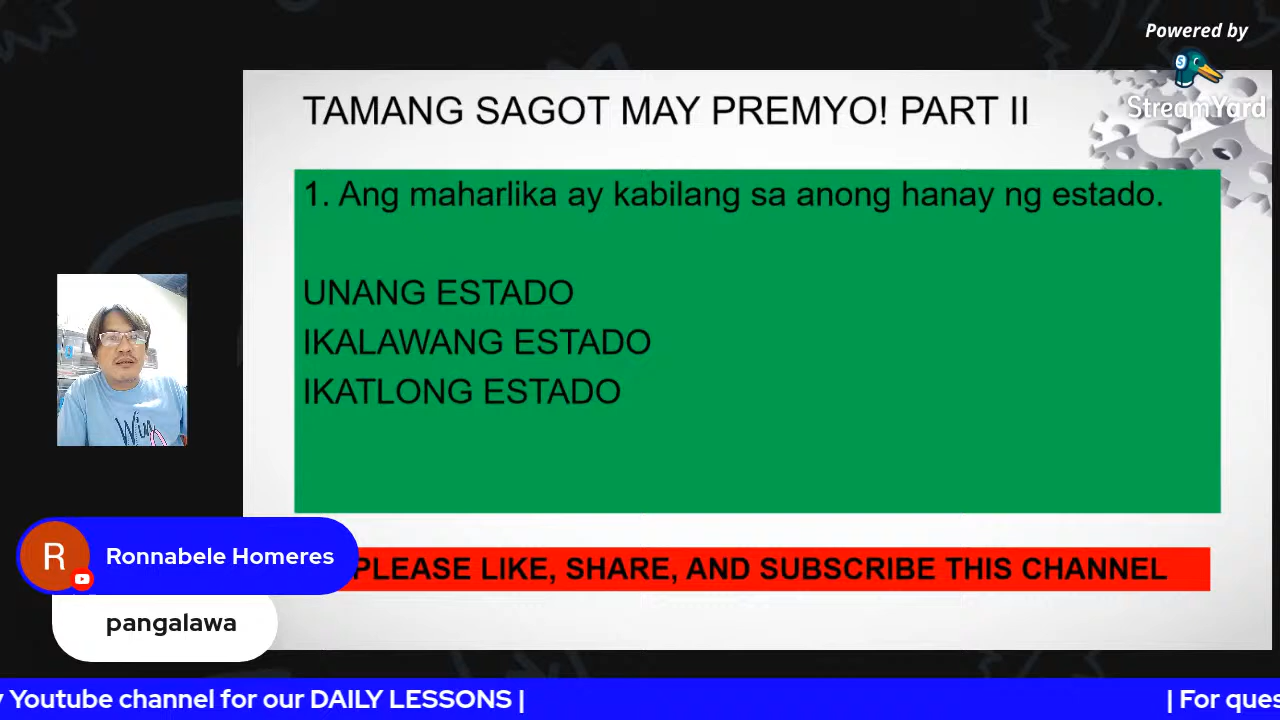 Powered by
StreamYard
TAMANG SAGOT MAY PREMYO! PART II
1. Ang maharlika ay kabilang sa anong hanay ng estado.
UNANG ESTADO
IKALAWANG ESTADO
IKATLONG ESTADO
Win
R
Ronnabele Homeres
PLEASE LIKE, SHARE, AND SUBSCRIBE THIS CHANNEL
pangalawa
Youtube channel for our DAILY LESSONS |
| For ques